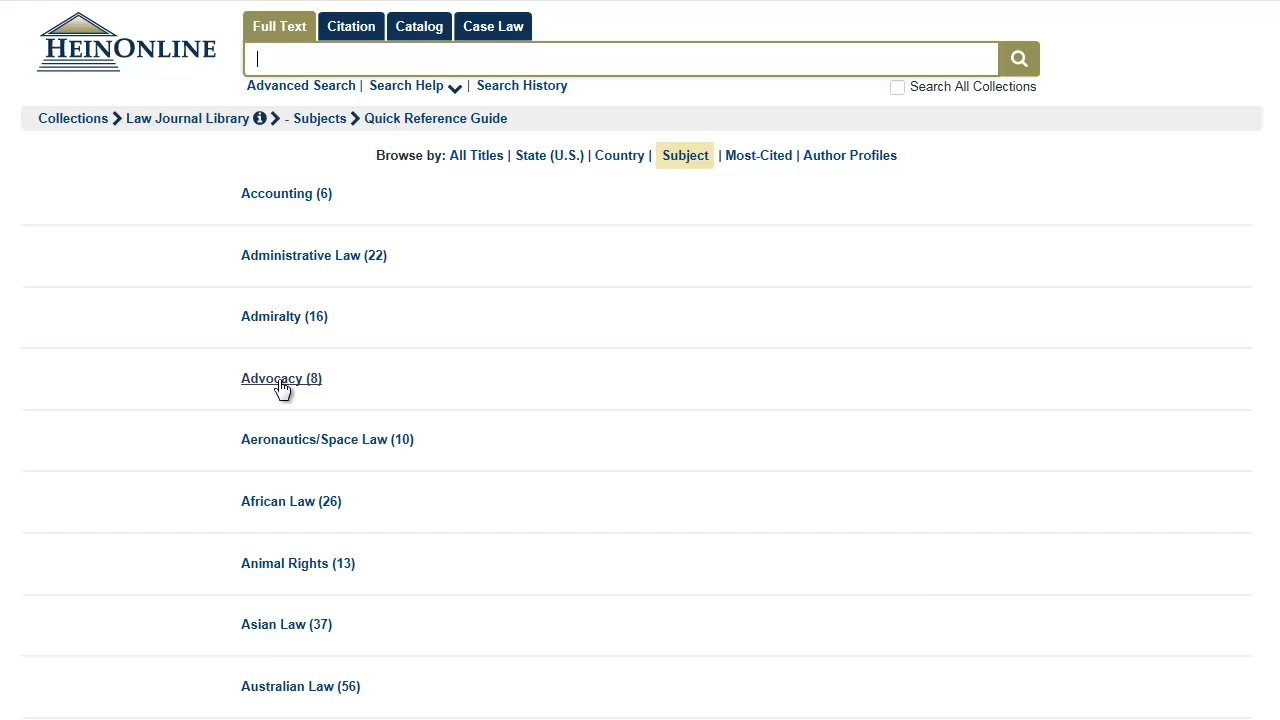 HEINONLINE
Full Text Citation Catalog Case Law
Advanced Search | Search Help | Search History
Search All Collections
Collections Law Journal Library - Subjects Quick Reference Guide
Browse by: All Titles | State (U.S.) | Country | Subject | Most-Cited | Author Profiles
Accounting (6)
Administrative Law (22)
Admiralty (16)
Advocacy (8)
Aeronautics/Space Law (10)
African Law (26)
Animal Rights (13)
Asian Law (37)
Australian Law (56)